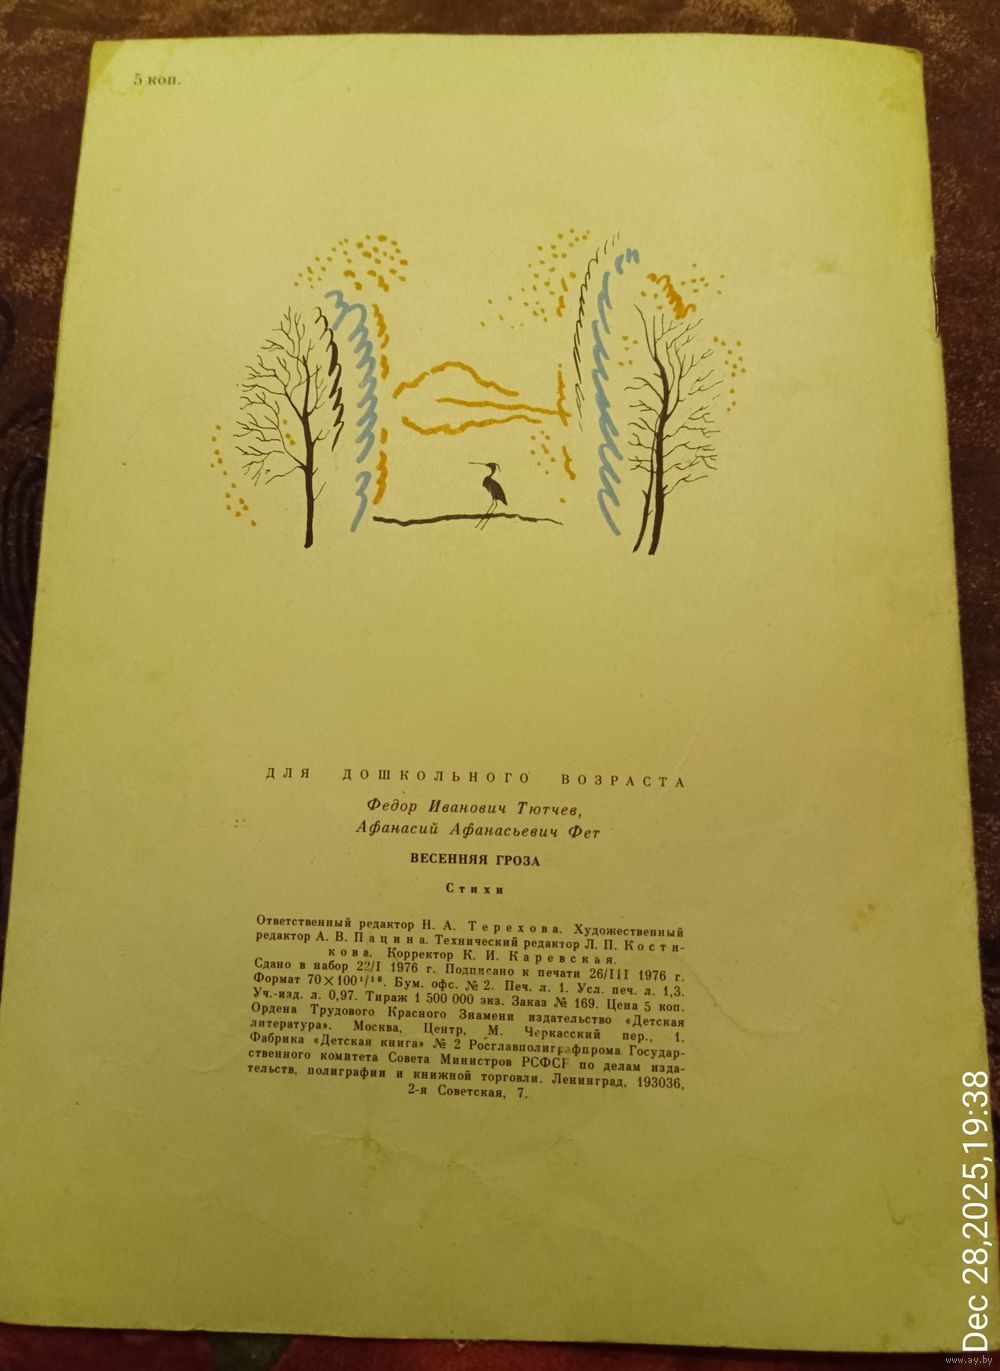 5 коп.
ДЛЯ ДОШКОЛЬНОГО ВОЗРАСТА
Федор Иванович Тютчев,
Афанасий Афанасьевич Фет
ВЕСЕННЯЯ ГРОЗА
Стихи
Ответственный редактор Н. А. Терехова. Художественный
редактор А. В. Пацина. Технический редактор Л. П. Кости-
кова. Корректор К. И. Каревская.
Сдано в набор 22/I 1976 г. Подписано к печати 26/III 1976 г.
Формат 70×100¹/¹⁶. Бум. офс. № 2. Печ. л. 1. Усл. печ. л. 1,3.
Уч.-изд. л. 0,97. Тираж 1 500 000 экз. Заказ № 169. Цена 5 коп.
Ордена Трудового Красного Знамени издательство «Детская
литература». Москва, Центр, М. Черкасский пер., 1.
Фабрика «Детская книга» № 2 Росглавполиграфпрома Государ-
ственного комитета Совета Министров РСФСР по делам изда-
тельств, полиграфии и книжной торговли. Ленинград, 193036,
2-я Советская, 7.
Dec 28,2025,19:38
www.ay.by